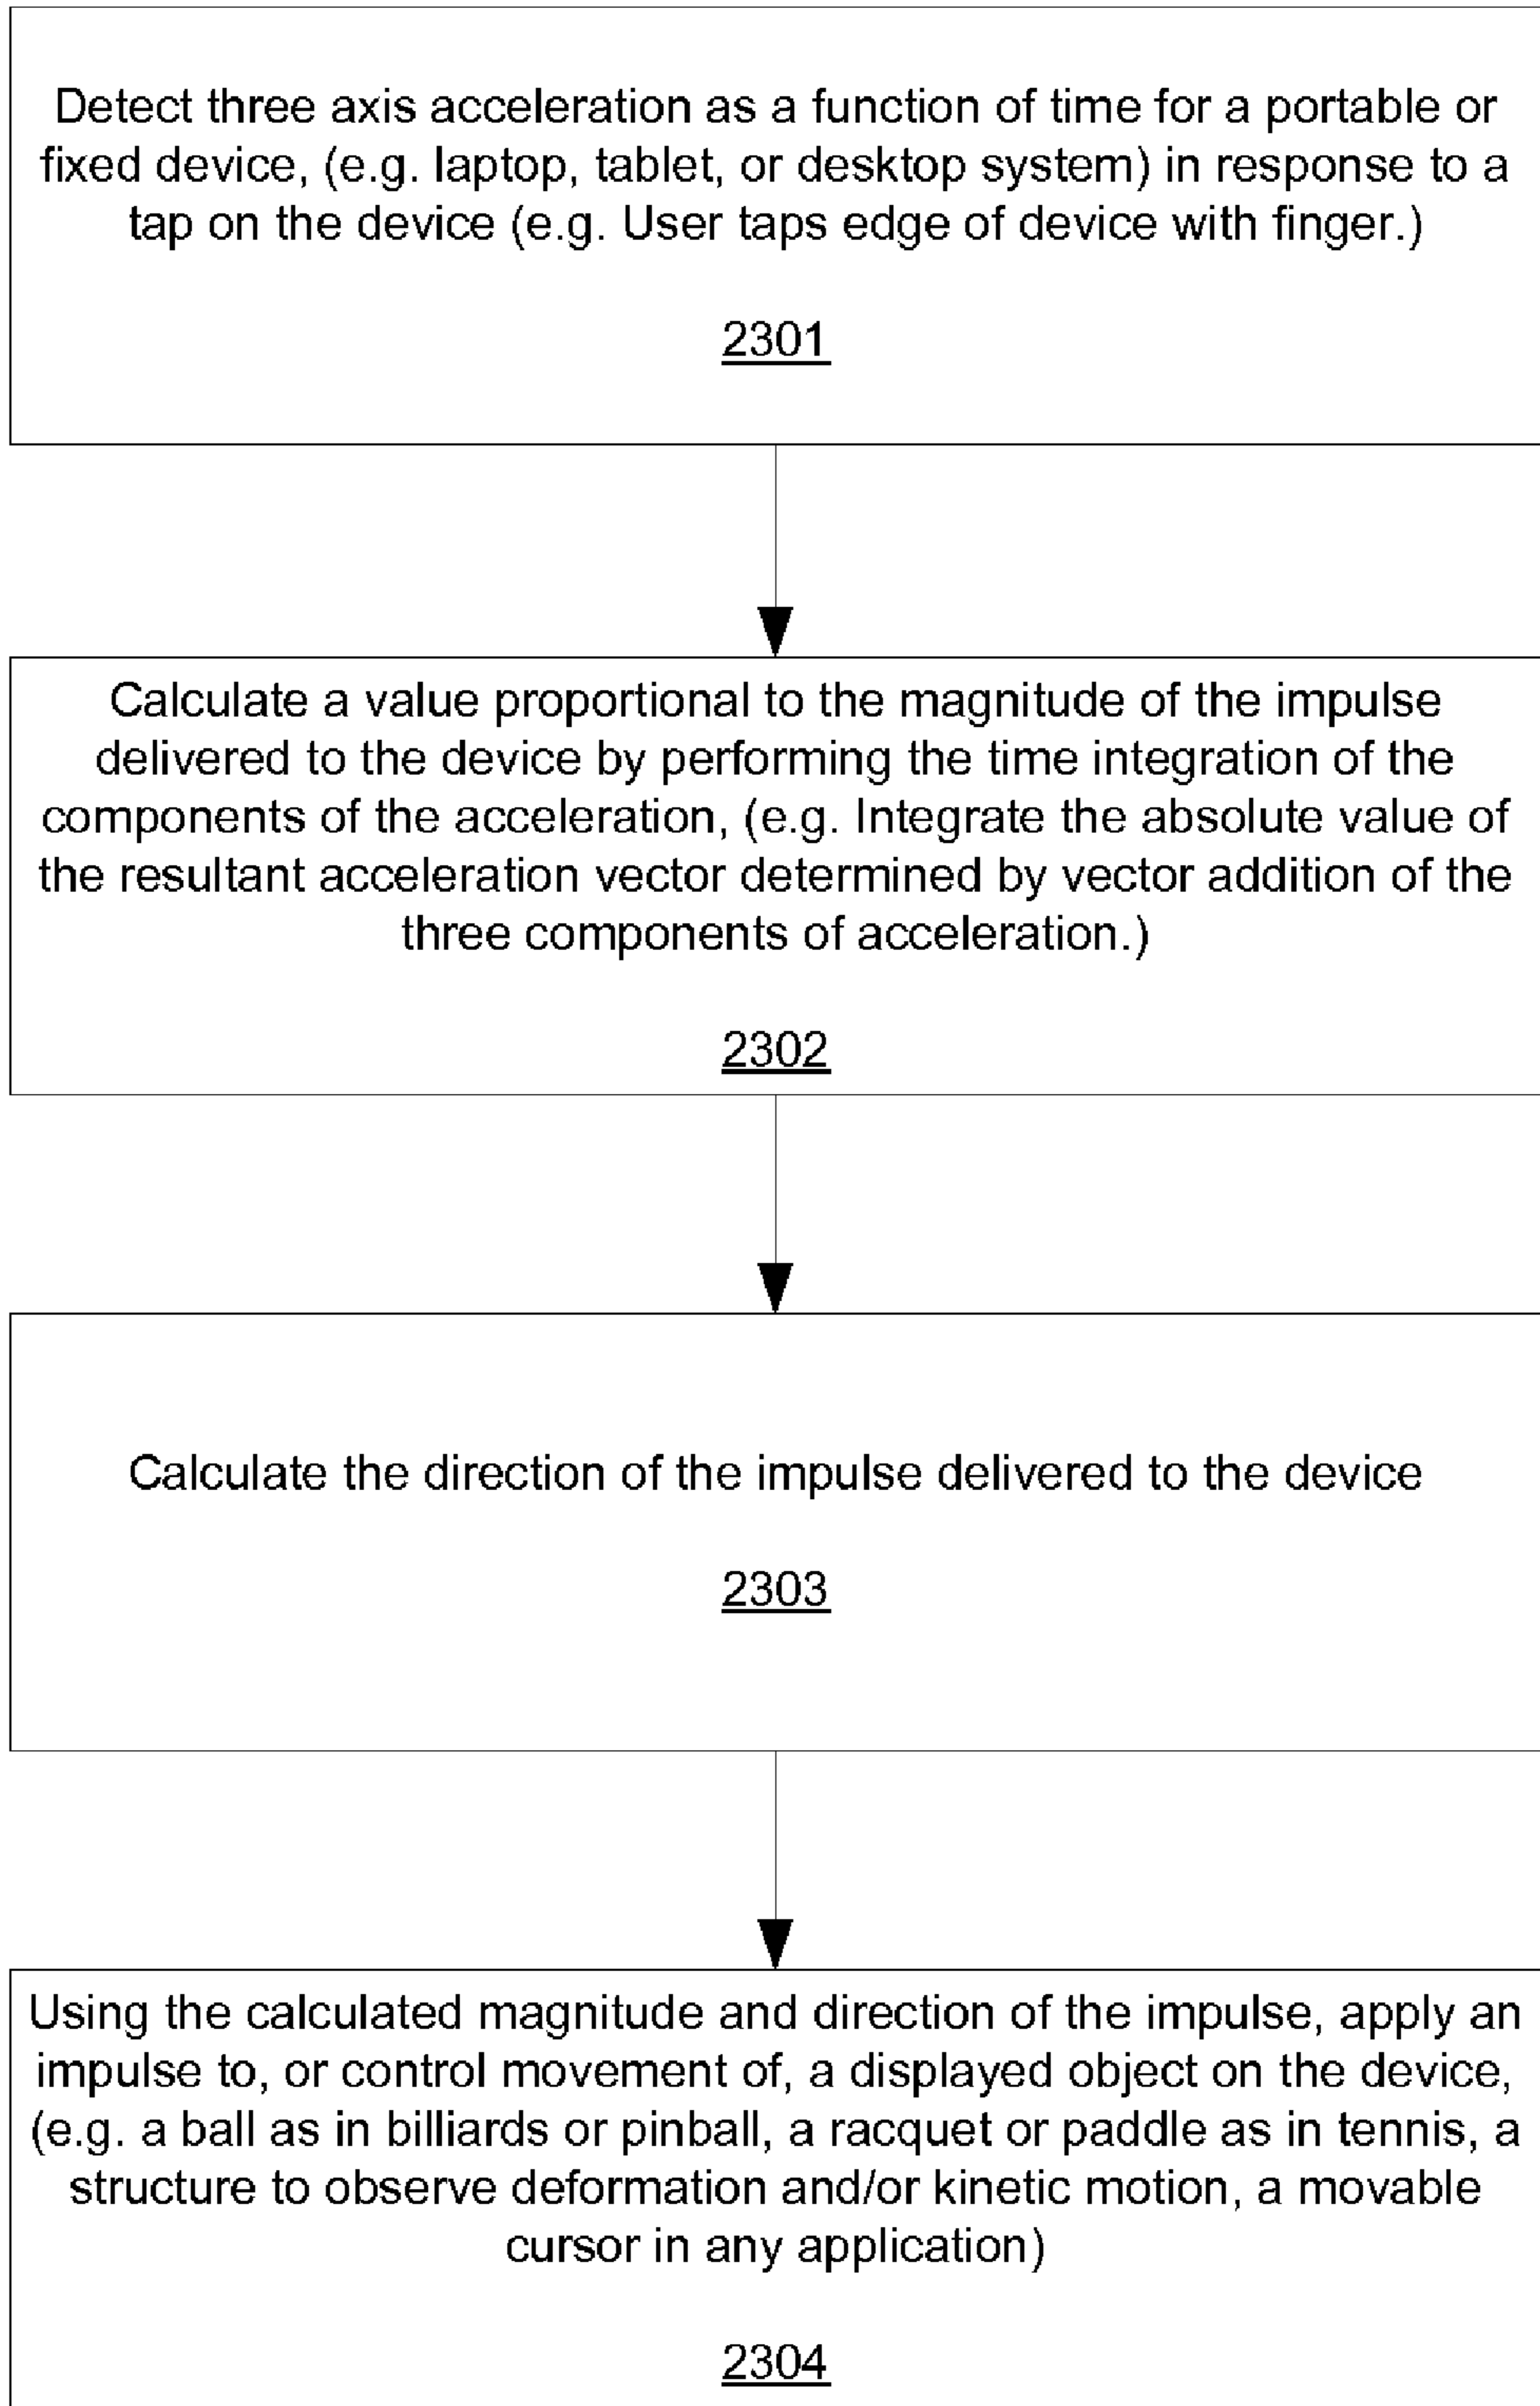 Detect three axis acceleration as a function of time for a portable or
fixed device, (e.g. laptop, tablet, or desktop system) in response to a
tap on the device (e.g. User taps edge of device with finger.)
2301
Calculate a value proportional to the magnitude of the impulse
delivered to the device by performing the time integration of the
components of the acceleration, (e.g. Integrate the absolute value of
the resultant acceleration vector determined by vector addition of the
three components of acceleration.)
2302
Calculate the direction of the impulse delivered to the device
2303
Using the calculated magnitude and direction of the impulse, apply an
impulse to, or control movement of, a displayed object on the device,
(e.g. a ball as in billiards or pinball, a racquet or paddle as in tennis, a
structure to observe deformation and/or kinetic motion, a movable
cursor in any application)
2304